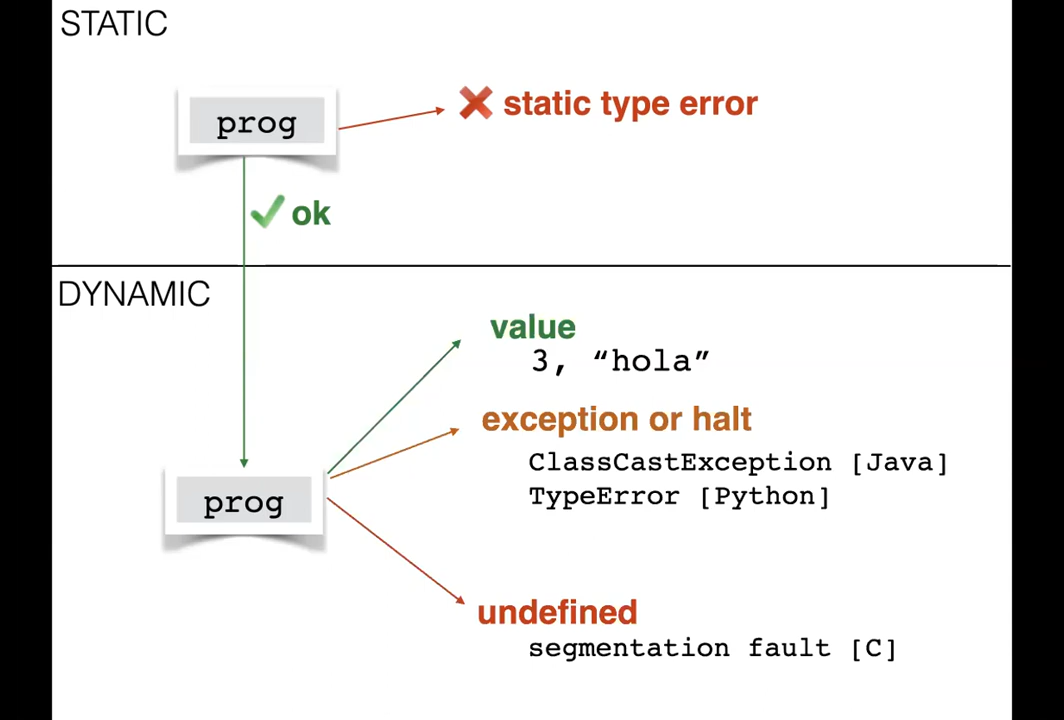 STATIC
prog
❌ static type error
✔ ok
DYNAMIC
value
3, “hola”
exception or halt
ClassCastException [Java]
TypeError [Python]
prog
undefined
segmentation fault [C]